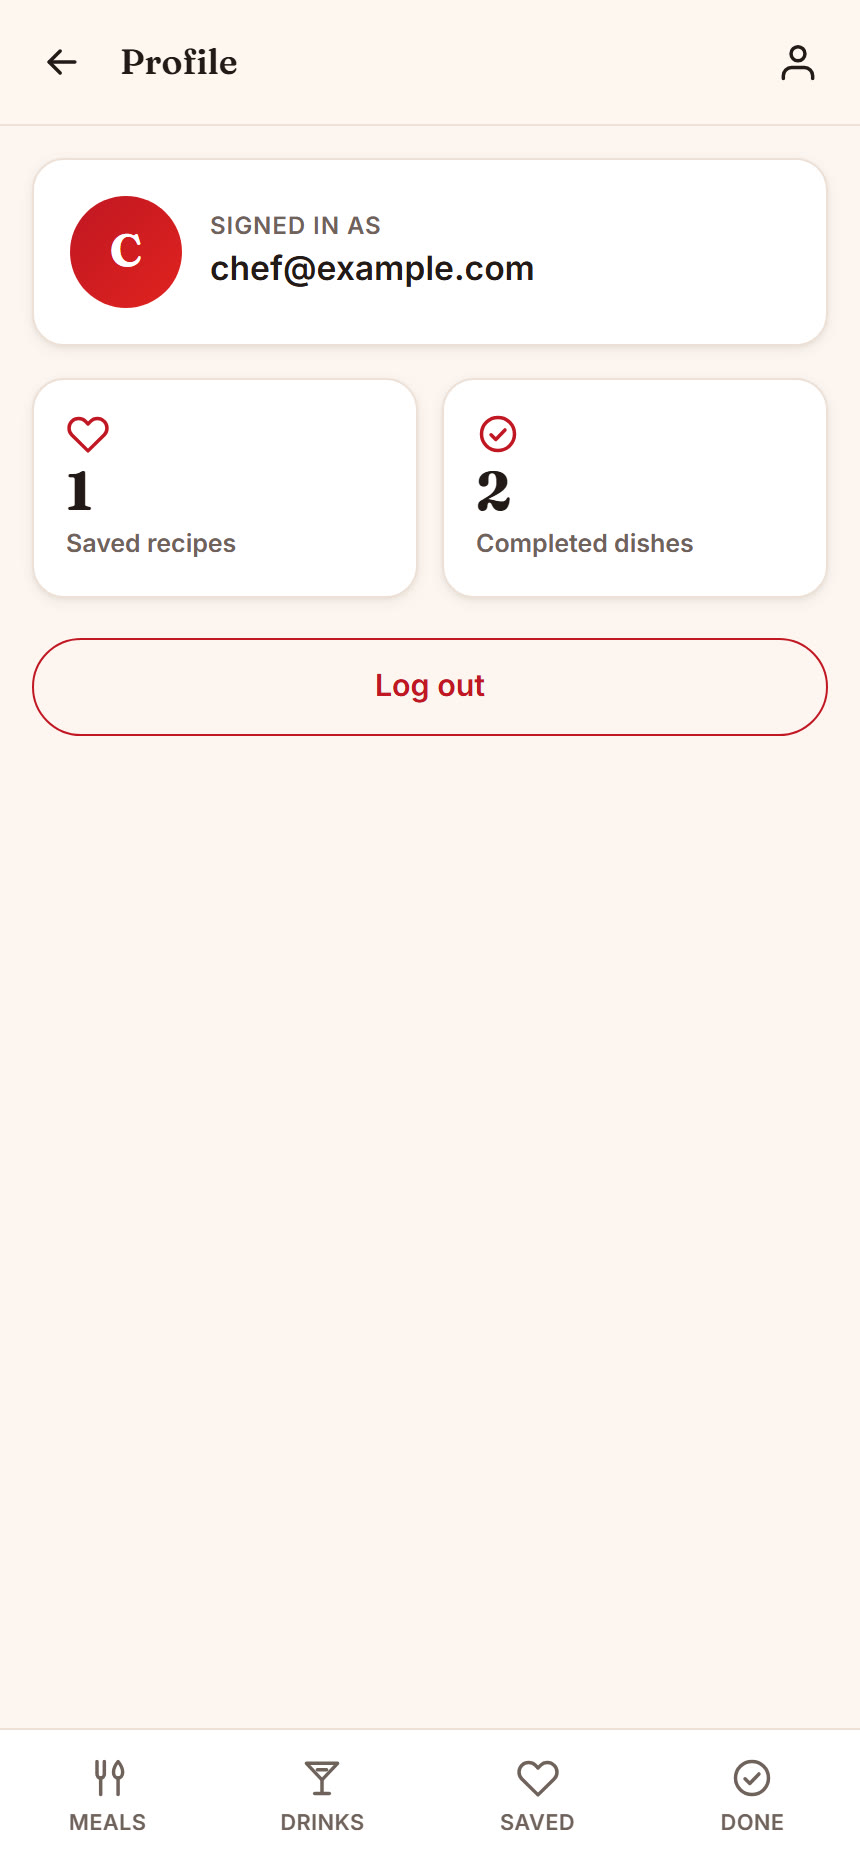 Profile
C
SIGNED IN AS
chef@example.com
1
Saved recipes
2
Completed dishes
Log out
MEALS
DRINKS
SAVED
DONE